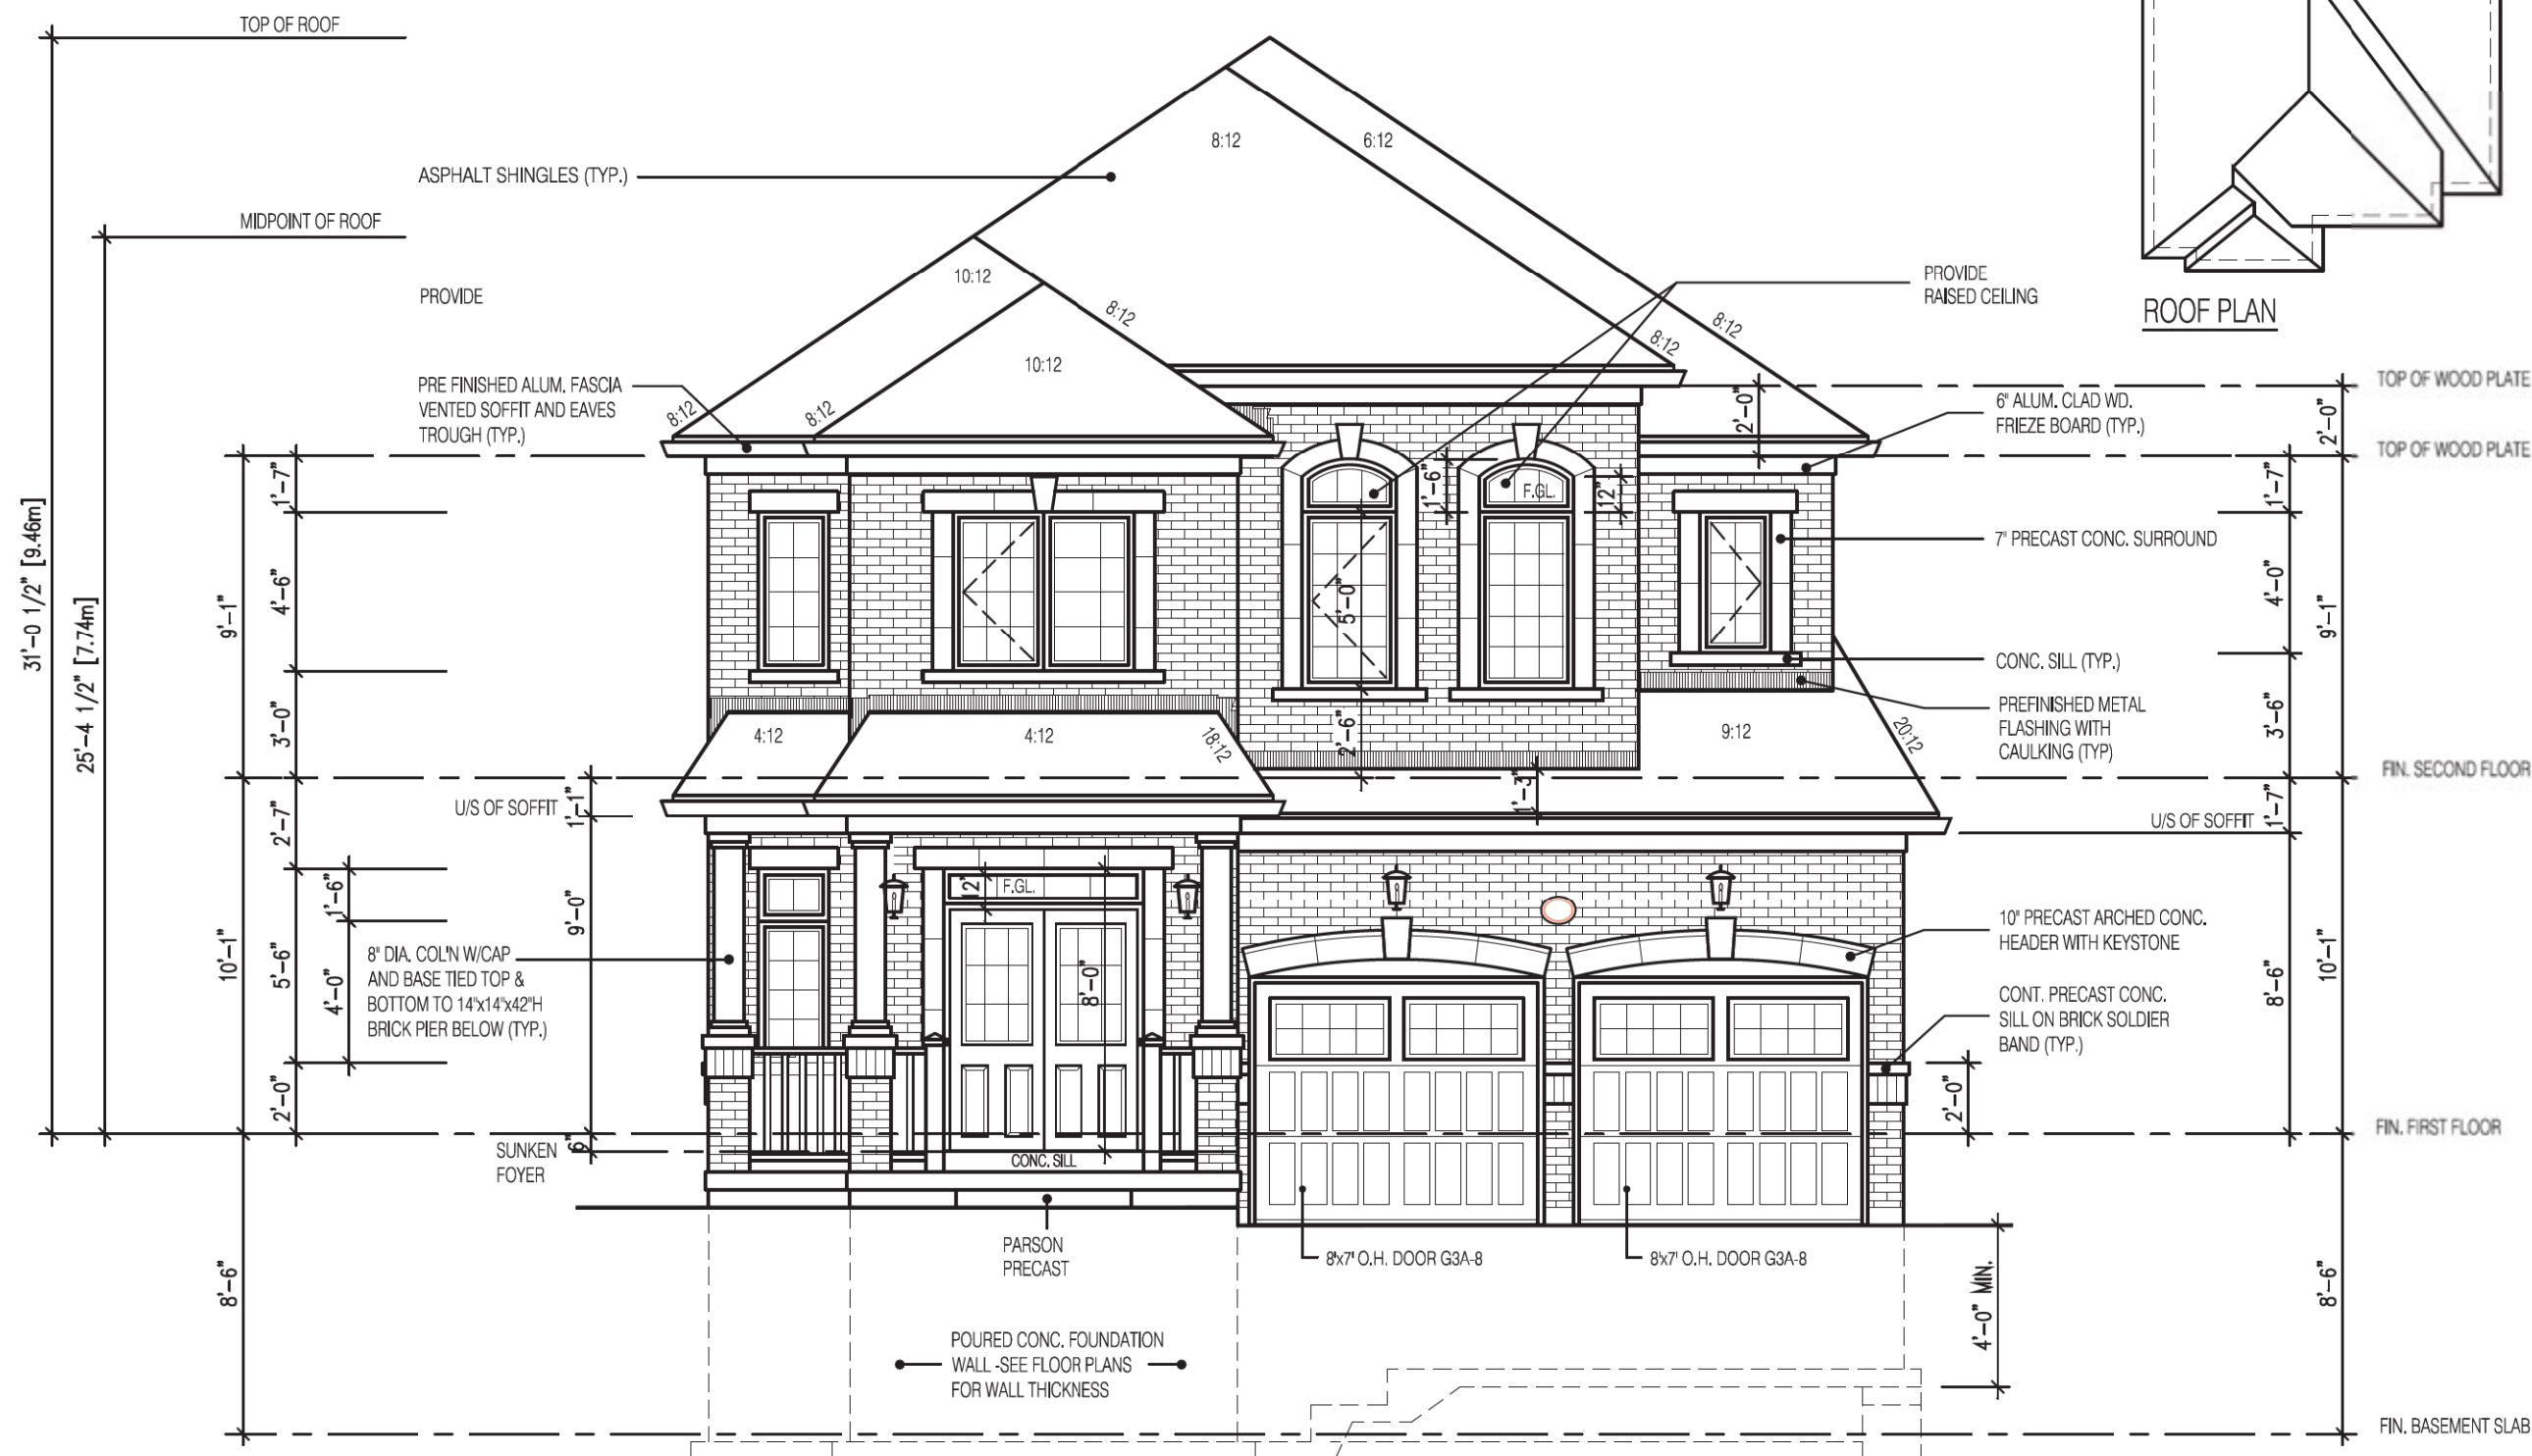 TOP OF ROOF
ASPHALT SHINGLES (TYP.)
MIDPOINT OF ROOF
PROVIDE
PRE FINISHED ALUM. FASCIA
VENTED SOFFIT AND EAVES
TROUGH (TYP.)
31'-0 1/2" [9.46m]
25'-4 1/2" [7.74m]
9'-1"
10'-1"
8'-6"
1'-7"
4'-6"
3'-0"
2'-7"
5'-6"
2'-0"
1'-6"
4'-0"
1'-1"
9'-0"
6"
U/S OF SOFFIT
8" DIA. COL'N W/CAP
AND BASE TIED TOP &
BOTTOM TO 14"x14"x42"H
BRICK PIER BELOW (TYP.)
SUNKEN
FOYER
8:12
6:12
10:12
8:12
10:12
8:12
8:12
8:12
8:12
2'-0"
1'-6"
F.GL.
12"
5'-0"
2'-6"
4:12
4:12
18:12
9:12
20:12
1'-3"
12"
F.GL.
8'-0"
CONC. SILL
PARSON
PRECAST
8'x7' O.H. DOOR G3A-8
8'x7' O.H. DOOR G3A-8
POURED CONC. FOUNDATION
WALL -SEE FLOOR PLANS
FOR WALL THICKNESS
ROOF PLAN
PROVIDE
RAISED CEILING
TOP OF WOOD PLATE
6" ALUM. CLAD WD.
FRIEZE BOARD (TYP.)
TOP OF WOOD PLATE
7" PRECAST CONC. SURROUND
CONC. SILL (TYP.)
PREFINISHED METAL
FLASHING WITH
CAULKING (TYP)
FIN. SECOND FLOOR
U/S OF SOFFIT
10" PRECAST ARCHED CONC.
HEADER WITH KEYSTONE
CONT. PRECAST CONC.
SILL ON BRICK SOLDIER
BAND (TYP.)
FIN. FIRST FLOOR
FIN. BASEMENT SLAB
2'-0"
1'-7"
4'-0"
3'-6"
9'-1"
1'-7"
8'-6"
10'-1"
2'-0"
8'-6"
4'-0" MIN.